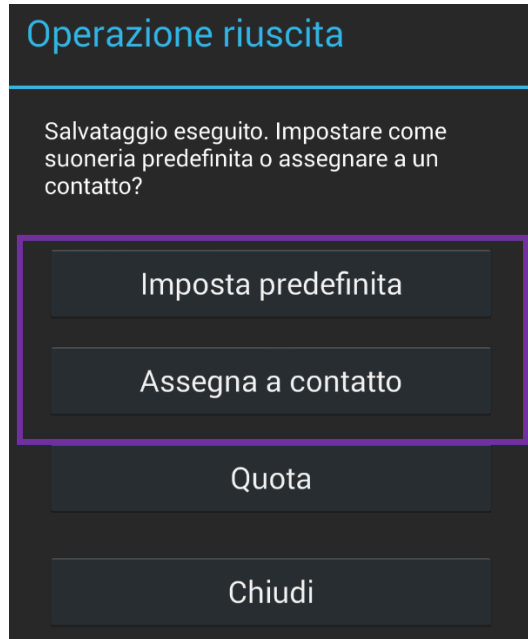 Operazione riuscita
Salvataggio eseguito. Impostare come
suoneria predefinita o assegnare a un
contatto?
Imposta predefinita
Assegna a contatto
Quota
Chiudi